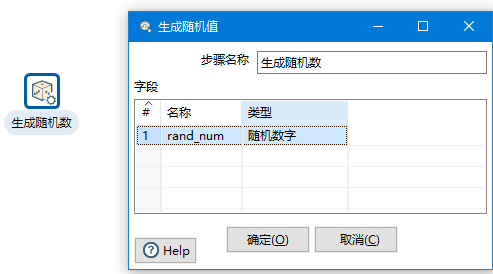 生成随机数
生成随机值
步骤名称 生成随机数
字段
# 名称 类型
1 rand_num 随机数字
确定(O) 取消(C)
Help